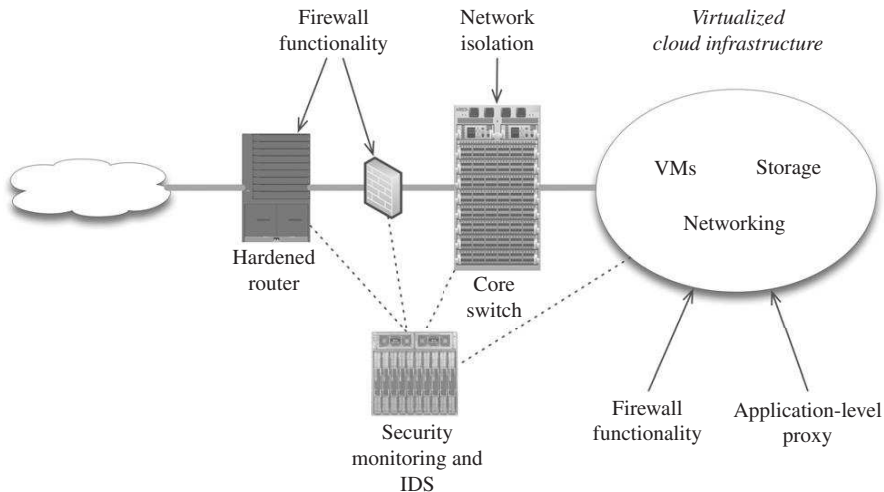 Firewall
functionality
Network
isolation
Virtualized
cloud infrastructure
VMs
Storage
Networking
Hardened
router
Core
switch
Security
monitoring and
IDS
Firewall
functionality
Application-level
proxy